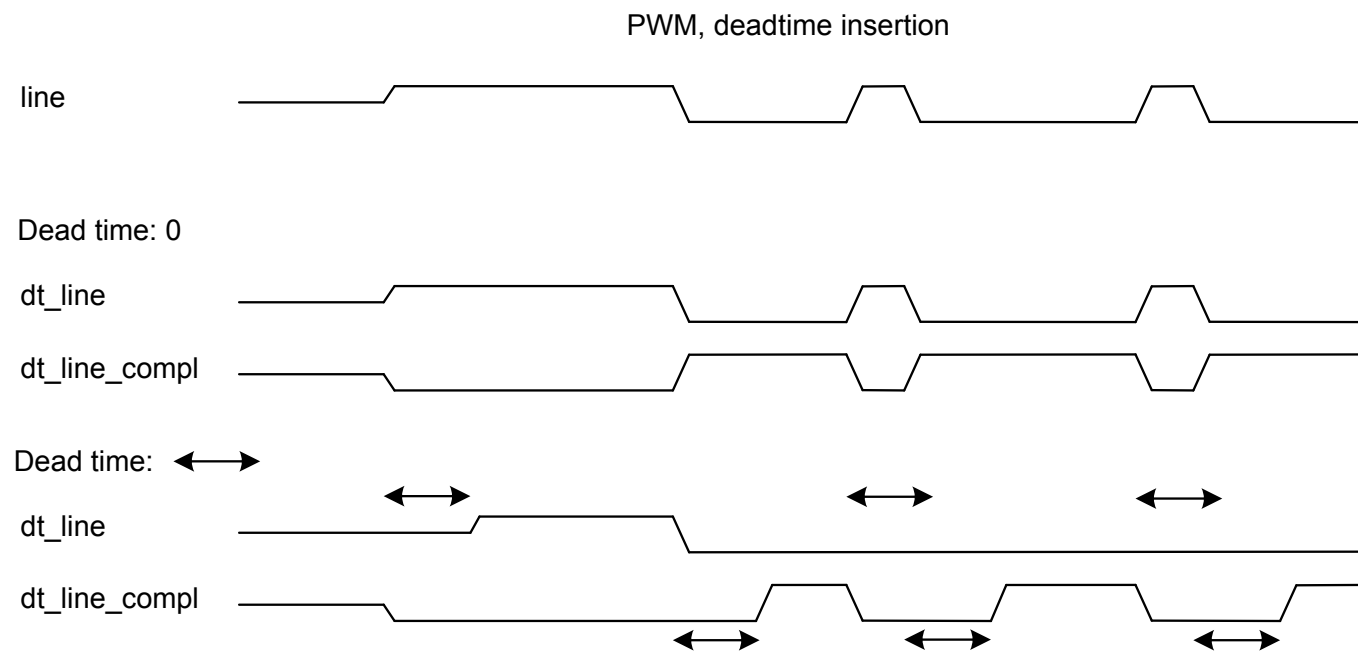 PWM, deadtime insertion
line
Dead time: 0
dt_line
dt_line_compl
Dead time:
dt_line
dt_line_compl